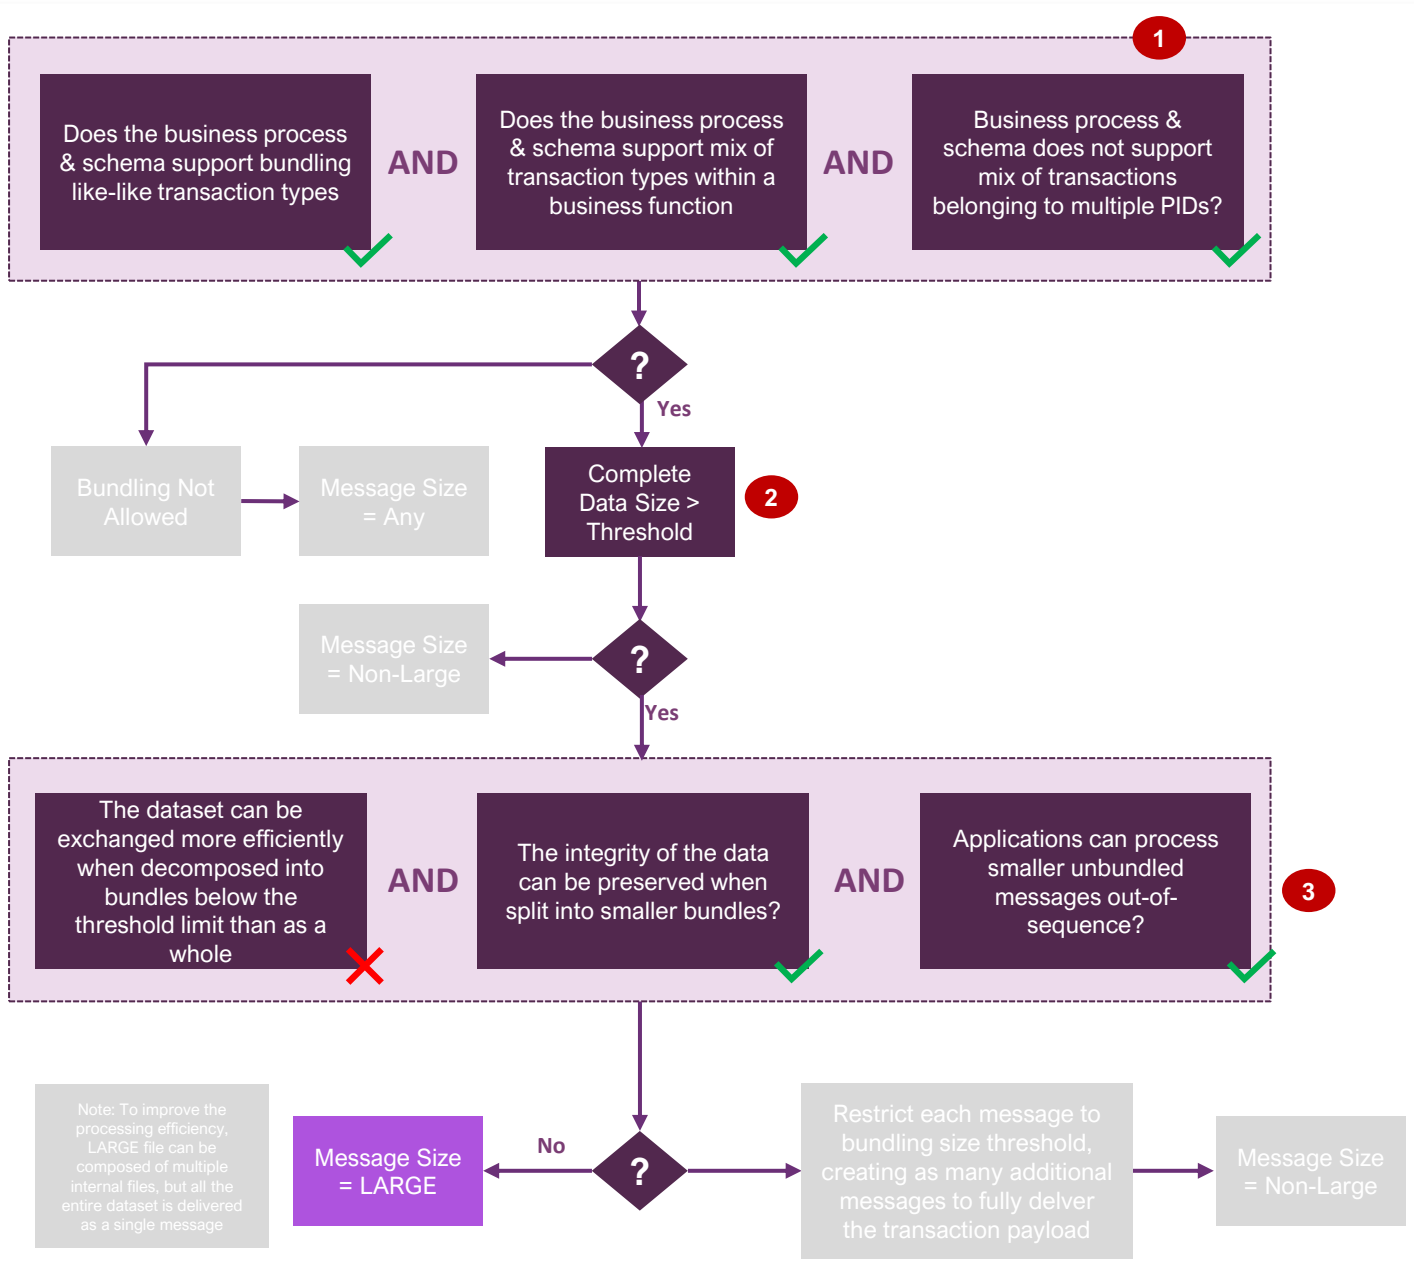 1
Does the business process
& schema support bundling
like-like transaction types
AND
Does the business process
& schema support mix of
transaction types within a
business function
AND
Business process &
schema does not support
mix of transactions
belonging to multiple PIDs?
?
Yes
Bundling Not
Allowed
Message Size
= Any
Complete
Data Size >
Threshold
2
Message Size
= Non-Large
?
Yes
The dataset can be
exchanged more efficiently
when decomposed into
bundles below the
threshold limit than as a
whole
AND
The integrity of the data
can be preserved when
split into smaller bundles?
AND
Applications can process
smaller unbundled
messages out-of-
sequence?
3
Note: To improve the
processing efficiency,
LARGE file can be
composed of multiple
internal files, but all the
entire dataset is delivered
as a single message
Message Size
= LARGE
No
?
Restrict each message to
bundling size threshold,
creating as many additional
messages to fully delver
the transaction payload
Message Size
= Non-Large